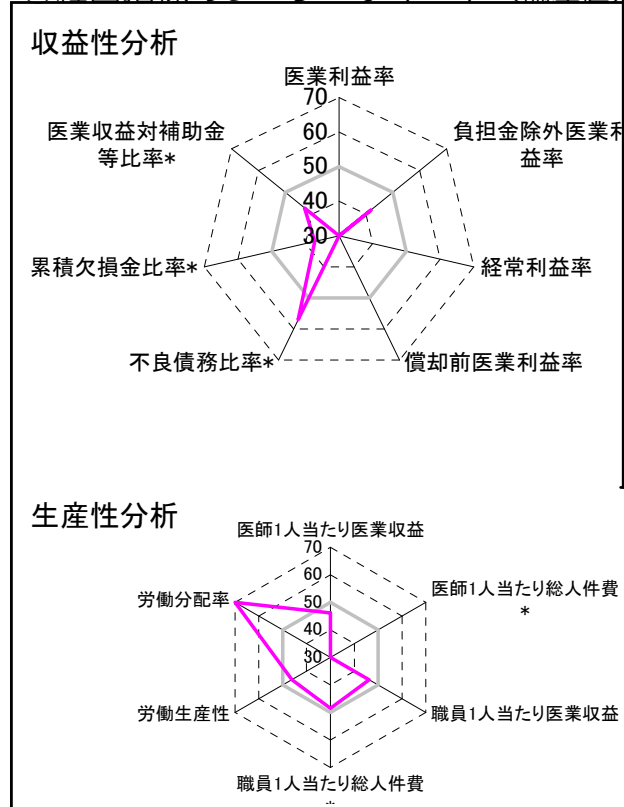 収益性分析
医業利益率
70
60
50
40
30
負担金除外医業利
益率
経常利益率
償却前医業利益率
不良債務比率*
累積欠損金比率*
医業収益対補助金
等比率*
生産性分析
医師1人当たり医業収益
70
60
50
40
30
医師1人当たり総人件費
*
職員1人当たり医業収益
職員1人当たり総人件費
*
労働生産性
労働分配率